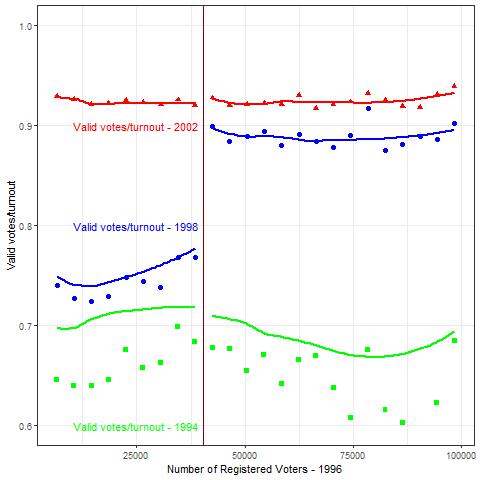 1.0
0.9
0.8
0.7
0.6
Valid votes/turnout
Valid votes/turnout - 2002
Valid votes/turnout - 1998
Valid votes/turnout - 1994
25000 50000 75000 100000
Number of Registered Voters - 1996